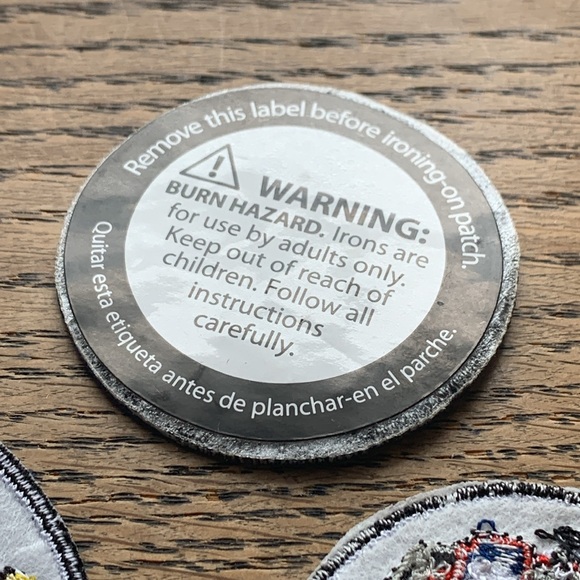 Remove this label before ironing-on patch.
WARNING:
BURN HAZARD. Irons are
for use by adults only.
Keep out of reach of
children. Follow all
instructions
carefully.
Quitar esta etiqueta antes de planchar-en el parche.